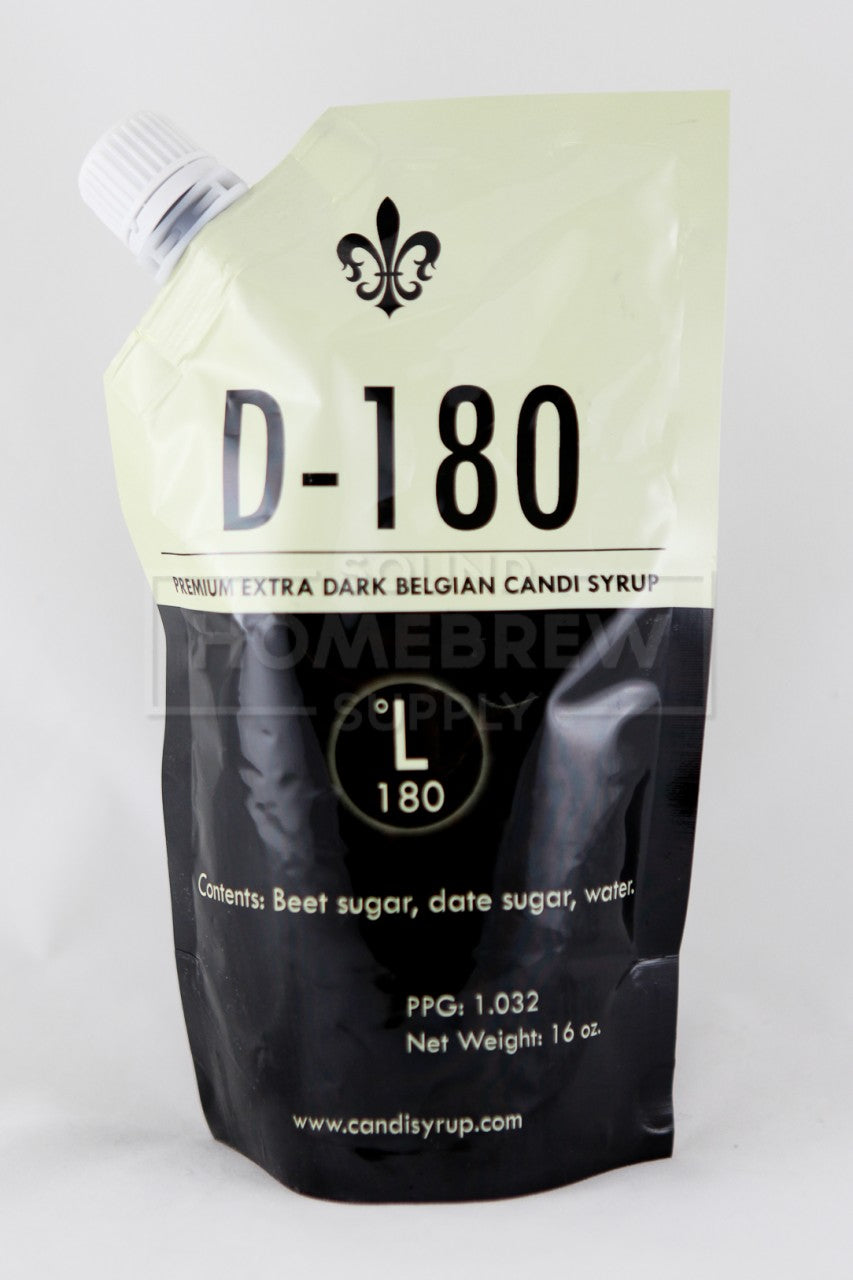 D-180
PREMIUM EXTRA DARK BELGIAN CANDI SYRUP
SOUND
HOMEBREW
SUPPLY
°L
180
Contents: Beet sugar, date sugar, water.
PPG: 1.032
Net Weight: 16 oz.
www.candisyrup.com